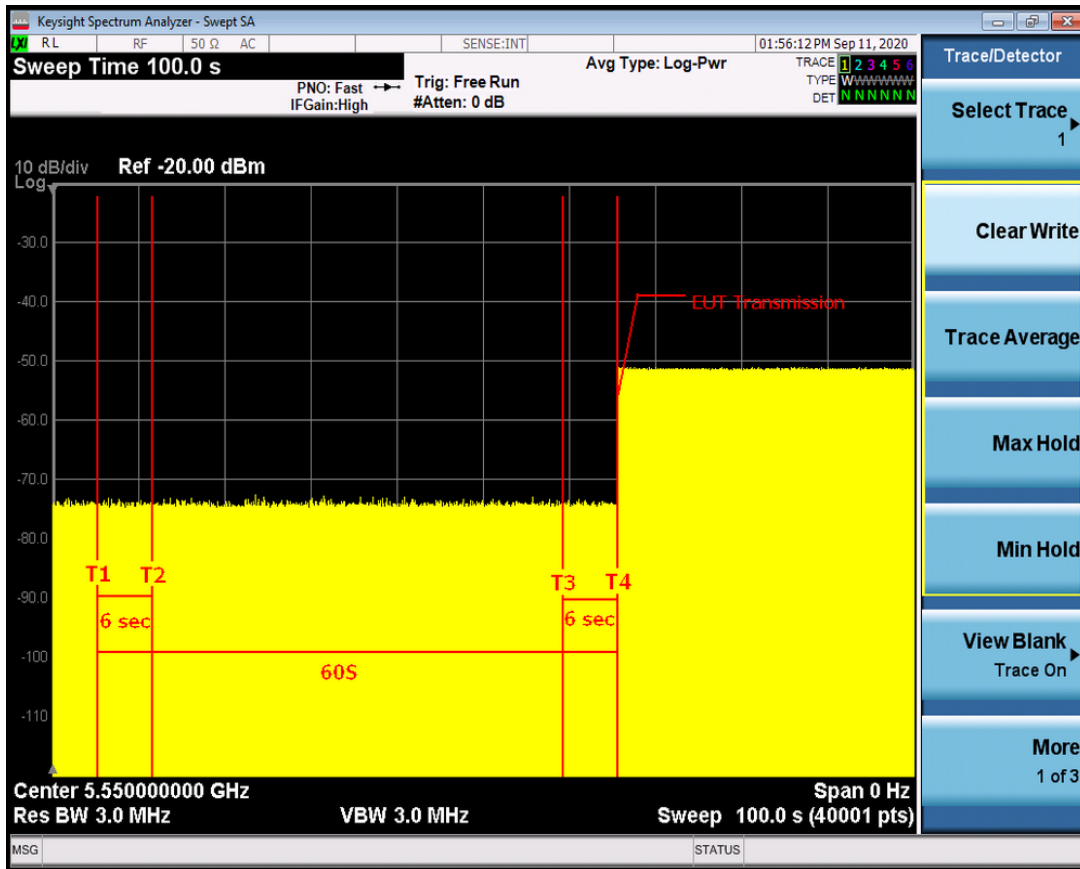 Keysight Spectrum Analyzer - Swept SA
LXI RL RF 50 Ω AC SENSE:INT 01:56:12 PM Sep 11, 2020
Sweep Time 100.0 s
PNO: Fast
IFGain:High
Trig: Free Run
#Atten: 0 dB
Avg Type: Log-Pwr
TRACE 1 2 3 4 5 6
TYPE WWWWWW
DET N N N N N N
10 dB/div Ref -20.00 dBm
Log
-30.0
-40.0
-50.0
-60.0
-70.0
-80.0
-90.0
-100
-110
EUT Transmission
T1 T2 T3 T4
6 sec 6 sec
60S
Center 5.550000000 GHz Span 0 Hz
Res BW 3.0 MHz VBW 3.0 MHz Sweep 100.0 s (40001 pts)
MSG STATUS
Trace/Detector
Select Trace
1
Clear Write
Trace Average
Max Hold
Min Hold
View Blank
Trace On
More
1 of 3